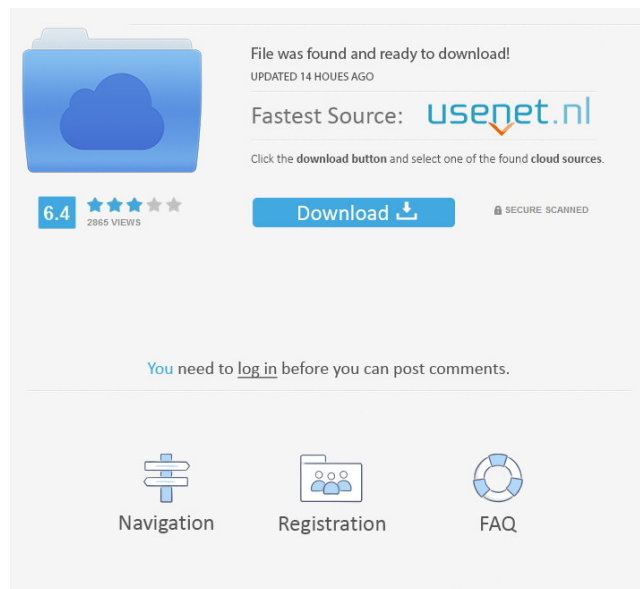 File was found and ready to download!
UPDATED 14 HOUES AGO
Fastest Source: usenet.nl
Click the download button and select one of the found cloud sources.
6.4
2865 VIEWS
Download
SECURE SCANNED
You need to log in before you can post comments.
Navigation
Registration
FAQ